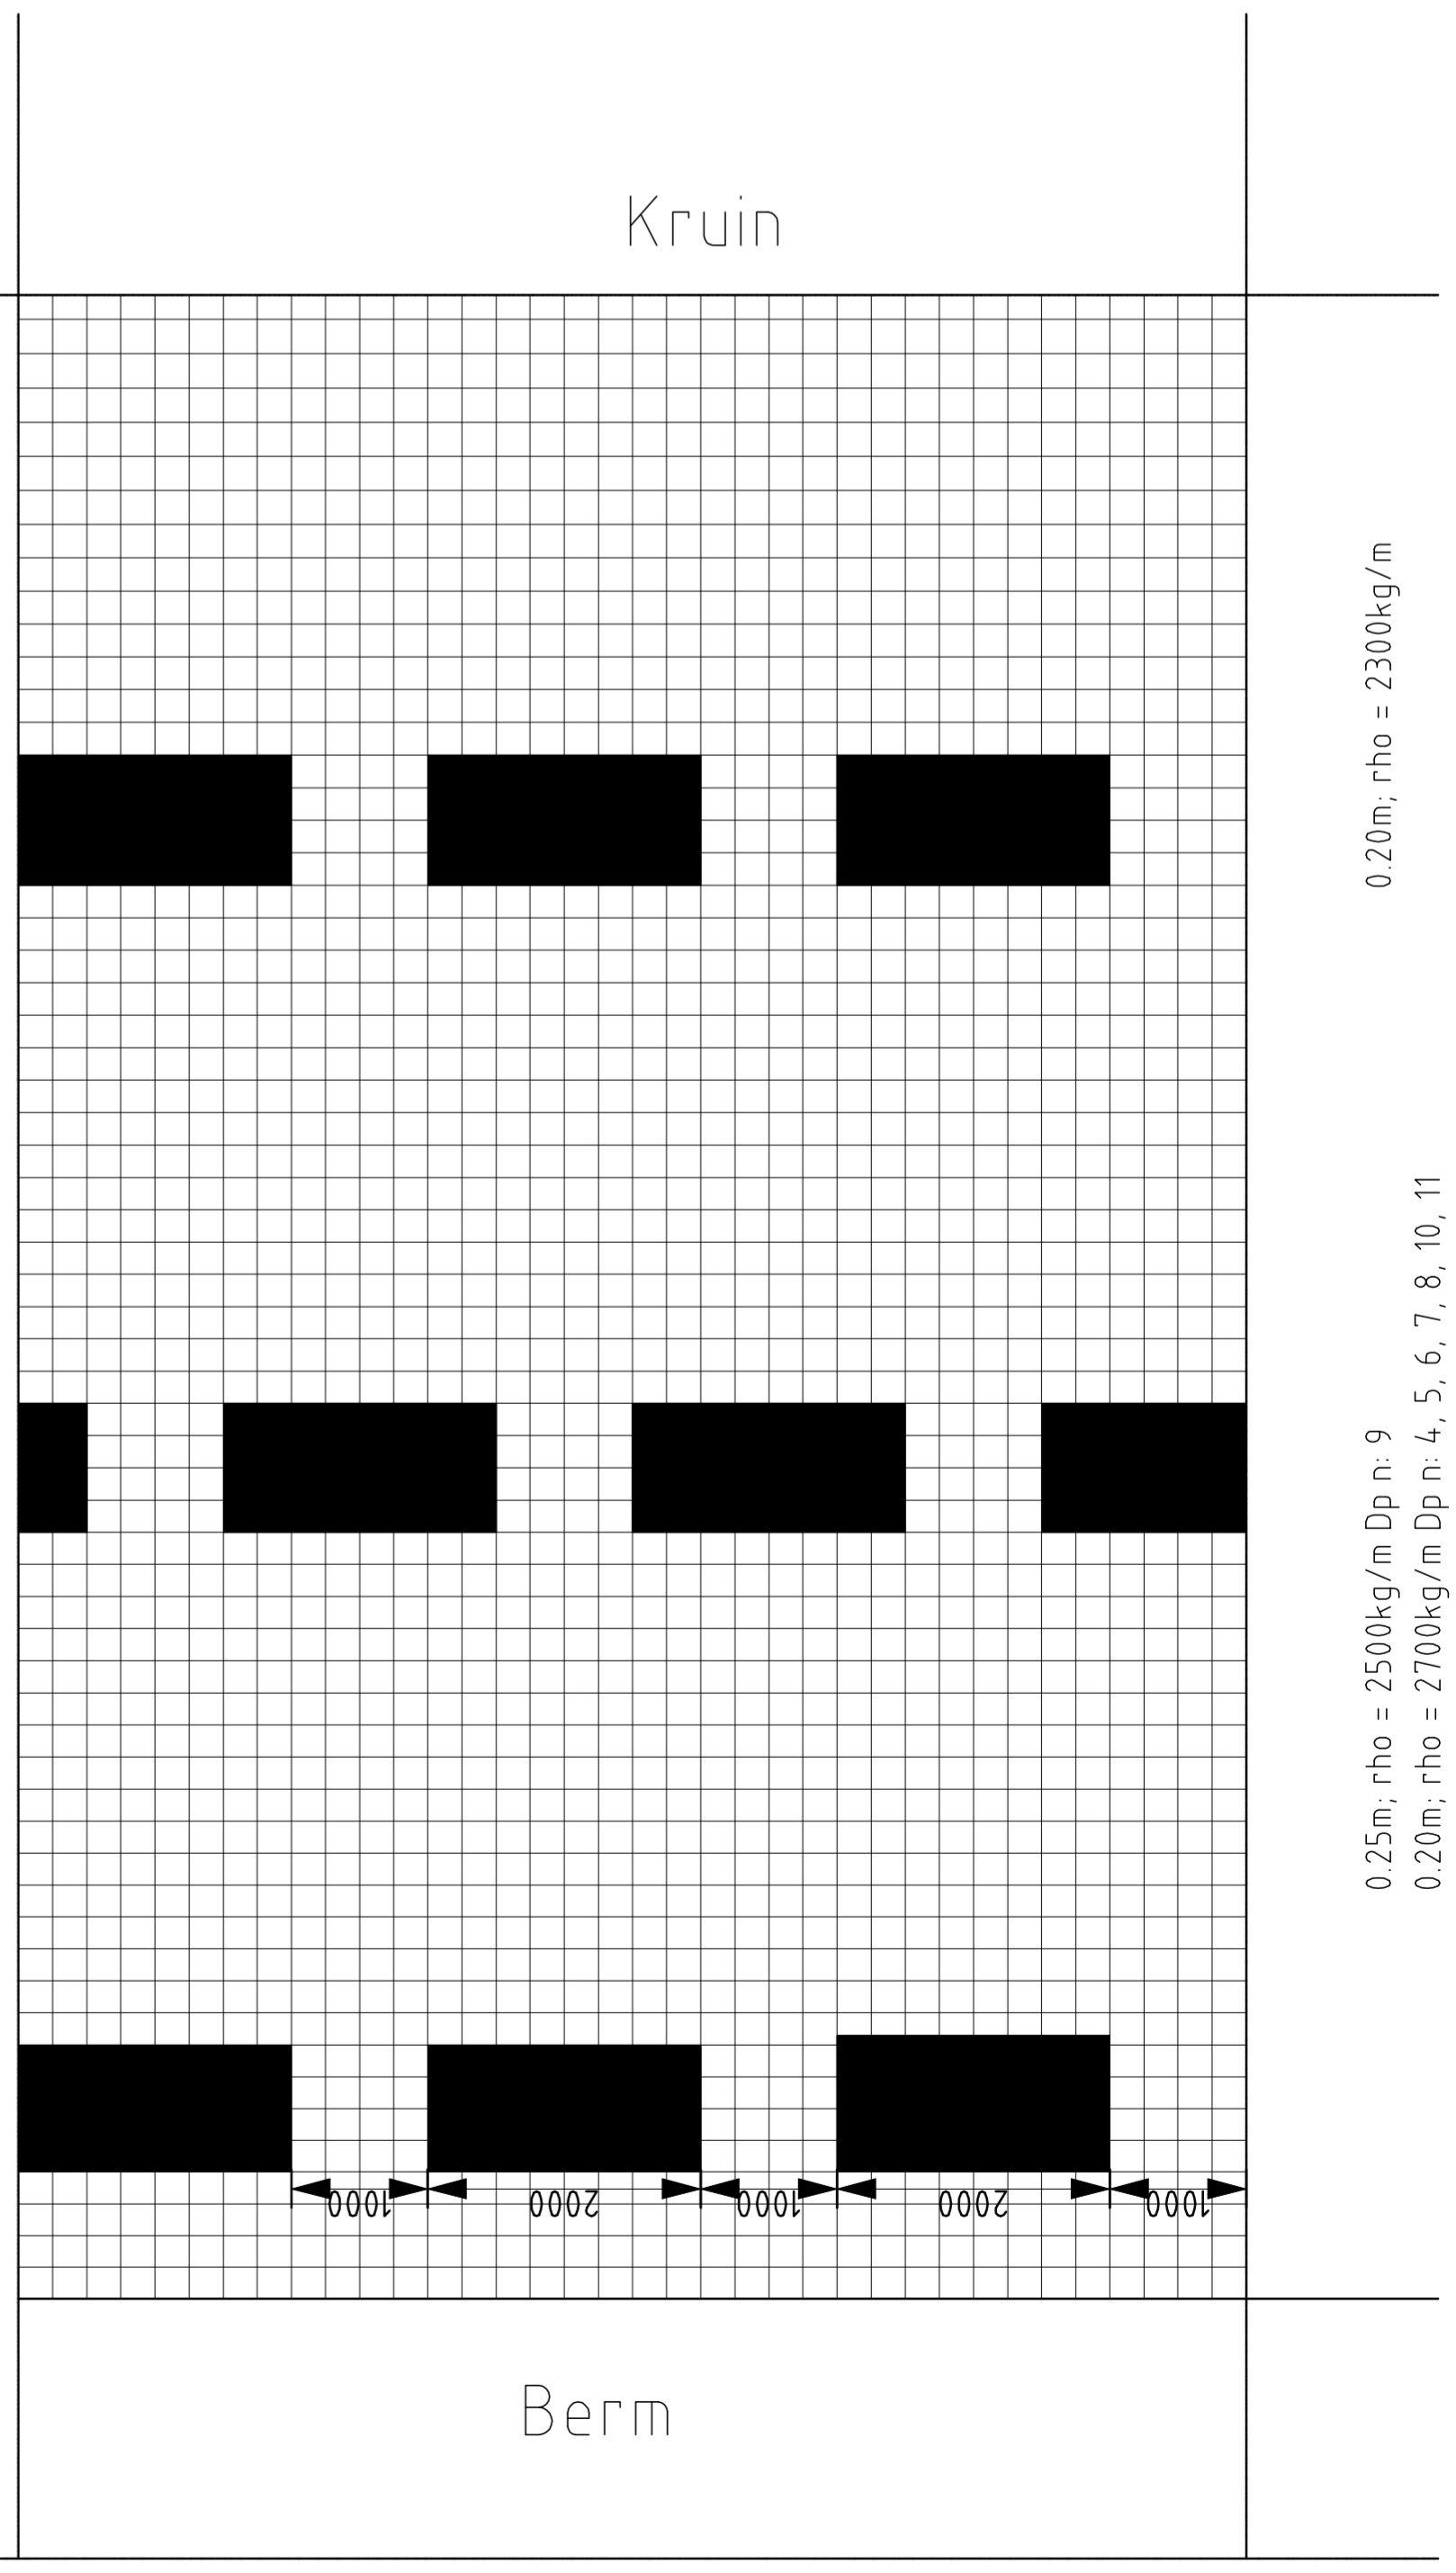 Kruin
0.20m; rho = 2300kg/m
0.25m; rho = 2500kg/m Dp n: 9
0.20m; rho = 2700kg/m Dp n: 4, 5, 6, 7, 8, 10, 11
1000 2000 1000 2000 1000
Berm